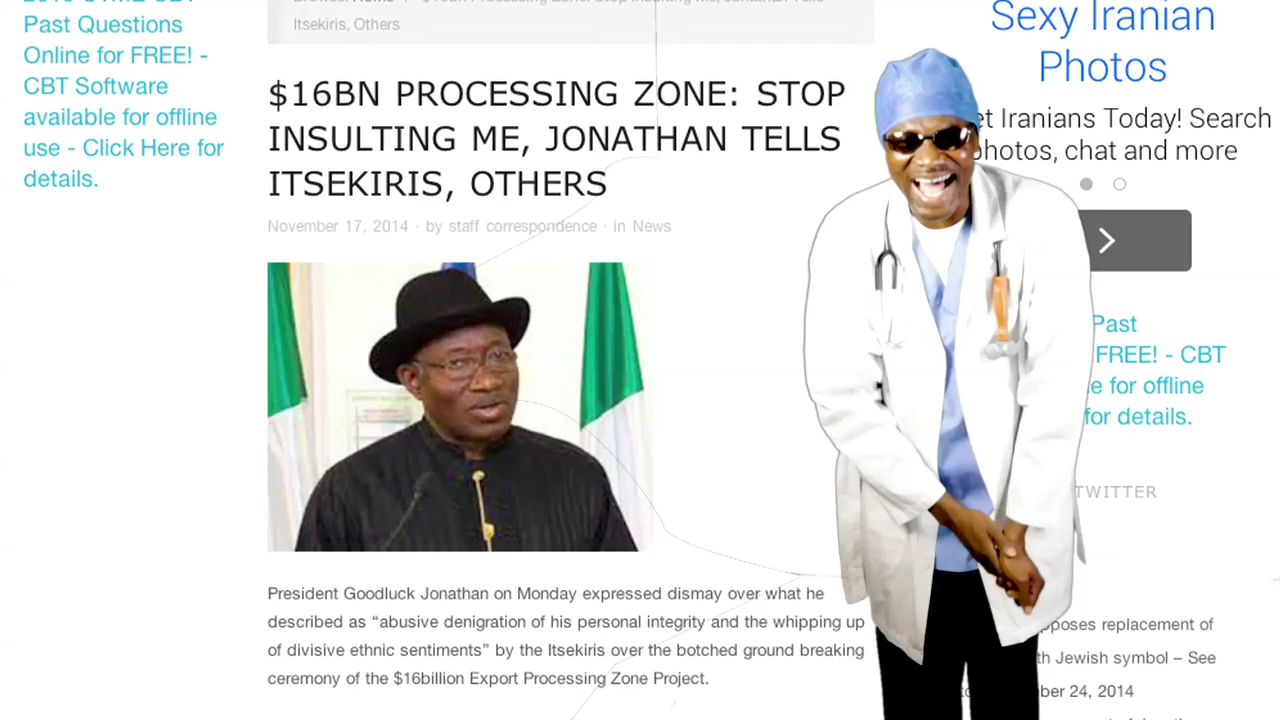 Past Questions
Online for FREE! -
CBT Software
available for offline
use - Click Here for
details.
Itsekiris, Others
$16BN PROCESSING ZONE: STOP
INSULTING ME, JONATHAN TELLS
ITSEKIRIS, OTHERS
November 17, 2014 · by staff correspondence · in News
President Goodluck Jonathan on Monday expressed dismay over what he
described as “abusive denigration of his personal integrity and the whipping up
of divisive ethnic sentiments” by the Itsekiris over the botched ground breaking
ceremony of the $16billion Export Processing Zone Project.
Sexy Iranian
Photos
Iranians Today! Search
photos, chat and more
Past
FREE! - CBT
for offline
for details.
TWITTER
replacement of
Jewish symbol – See
24, 2014